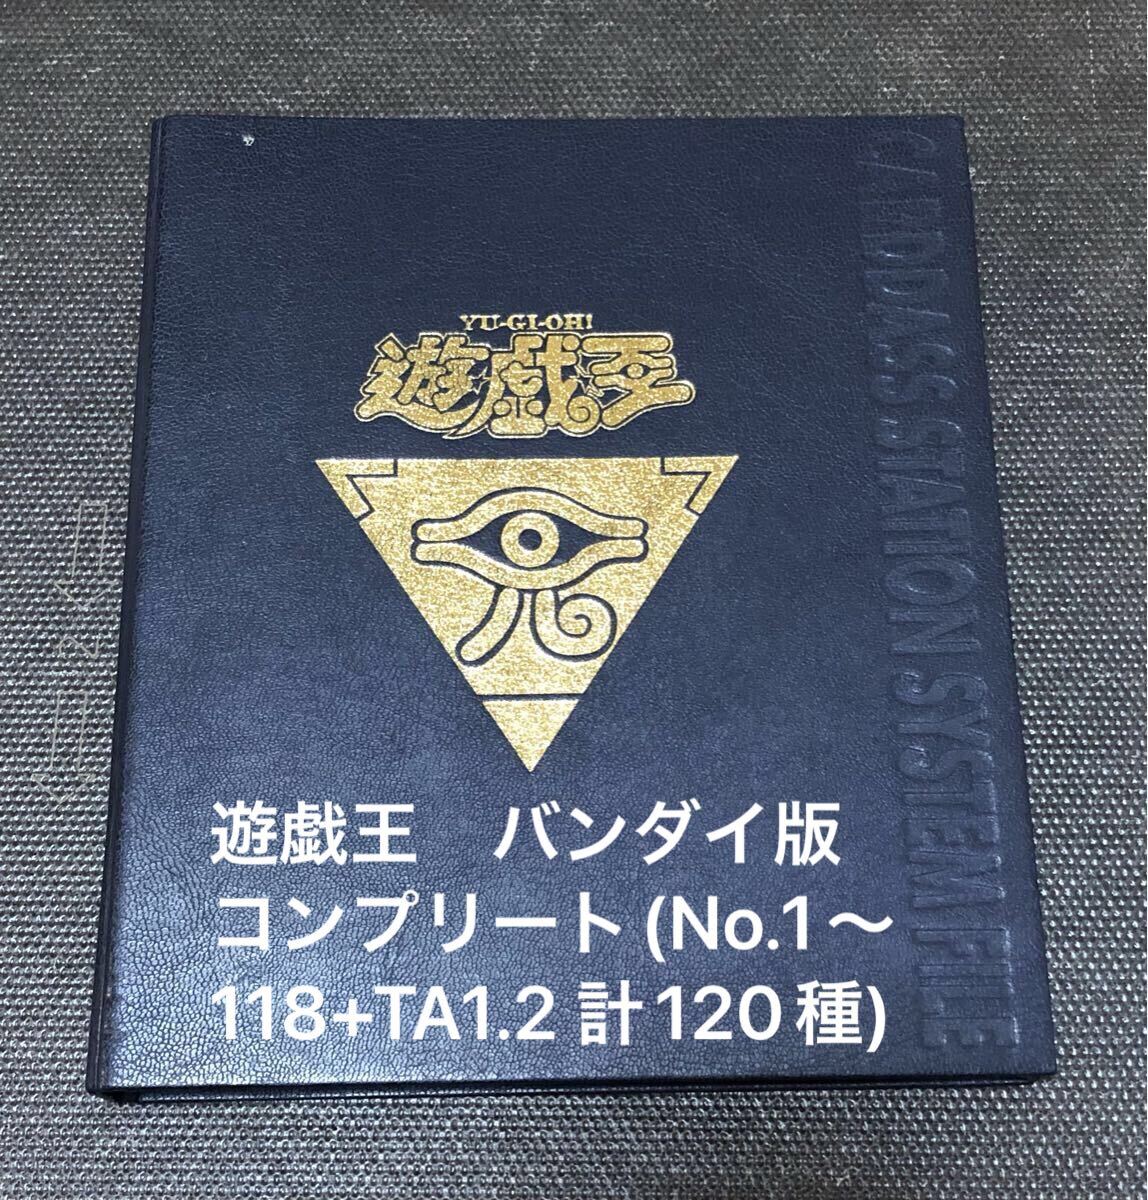 YU-GI-OH!
遊戯王
CARDDASS STATION
SYSTEM FILE
遊戯王　バンダイ版
コンプリート(No.1～
118+TA1.2 計120種)